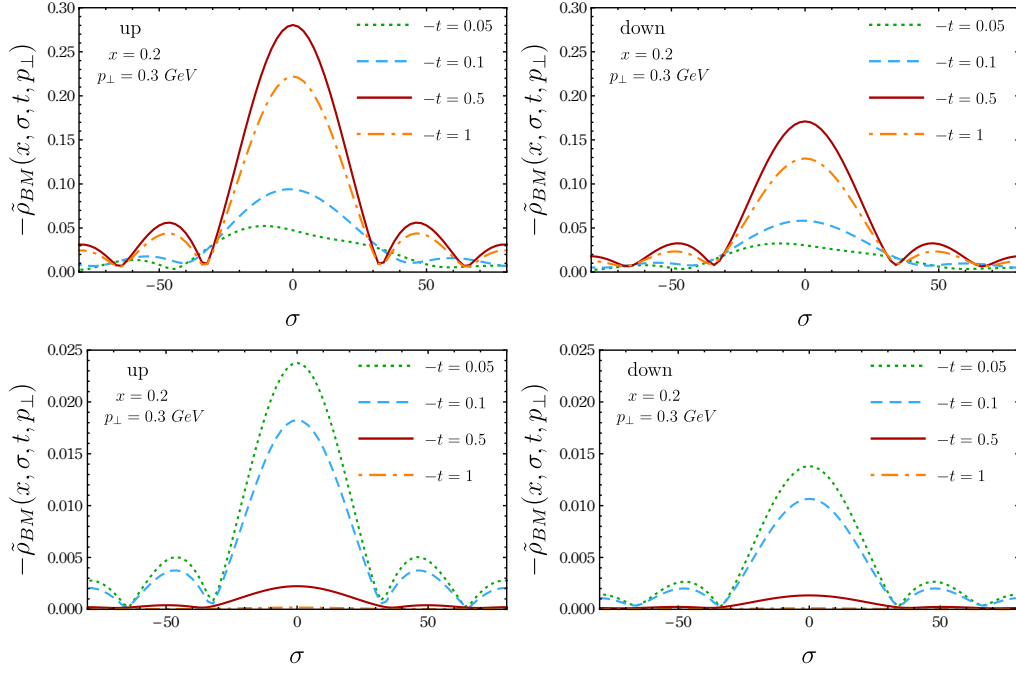 up
x = 0.2
p⊥ = 0.3 GeV
−t = 0.05
−t = 0.1
−t = 0.5
−t = 1
−ρ̃_BM(x, σ, t, p⊥)
0.30
0.25
0.20
0.15
0.10
0.05
0.00
−50 0 50
σ
down
x = 0.2
p⊥ = 0.3 GeV
−t = 0.05
−t = 0.1
−t = 0.5
−t = 1
−ρ̃_BM(x, σ, t, p⊥)
0.30
0.25
0.20
0.15
0.10
0.05
0.00
−50 0 50
σ
up
x = 0.2
p⊥ = 0.3 GeV
−t = 0.05
−t = 0.1
−t = 0.5
−t = 1
−ρ̃_BM(x, σ, t, p⊥)
0.025
0.020
0.015
0.010
0.005
0.000
−50 0 50
σ
down
x = 0.2
p⊥ = 0.3 GeV
−t = 0.05
−t = 0.1
−t = 0.5
−t = 1
−ρ̃_BM(x, σ, t, p⊥)
0.025
0.020
0.015
0.010
0.005
0.000
−50 0 50
σ